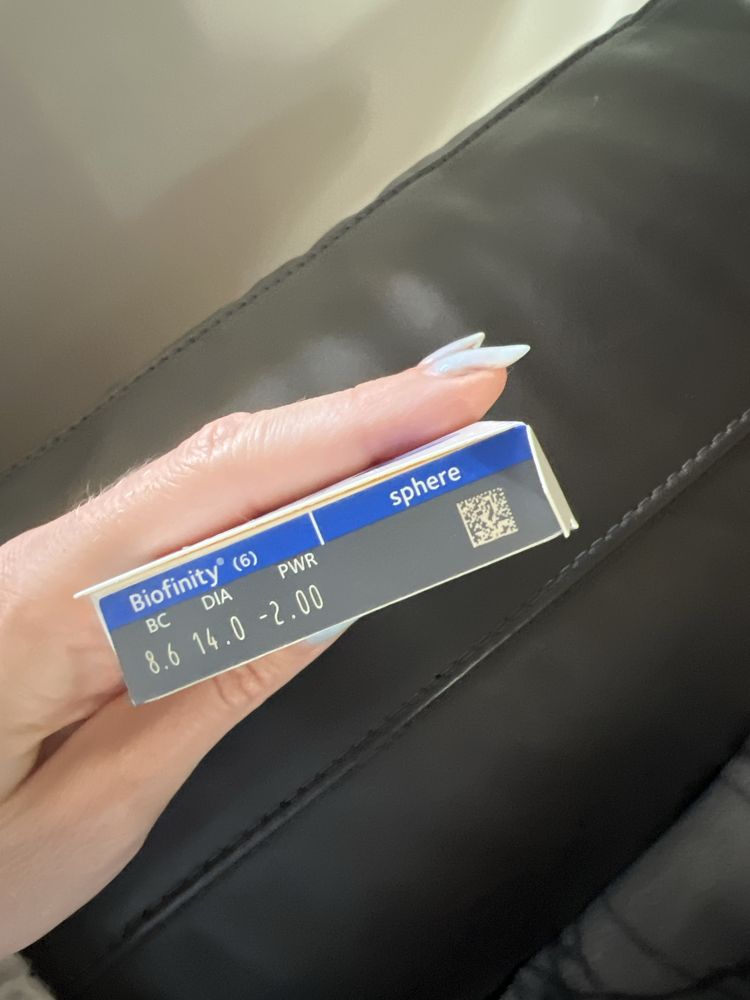 Biofinity® (6) sphere
BC DIA PWR
8.6 14.0 -2.00